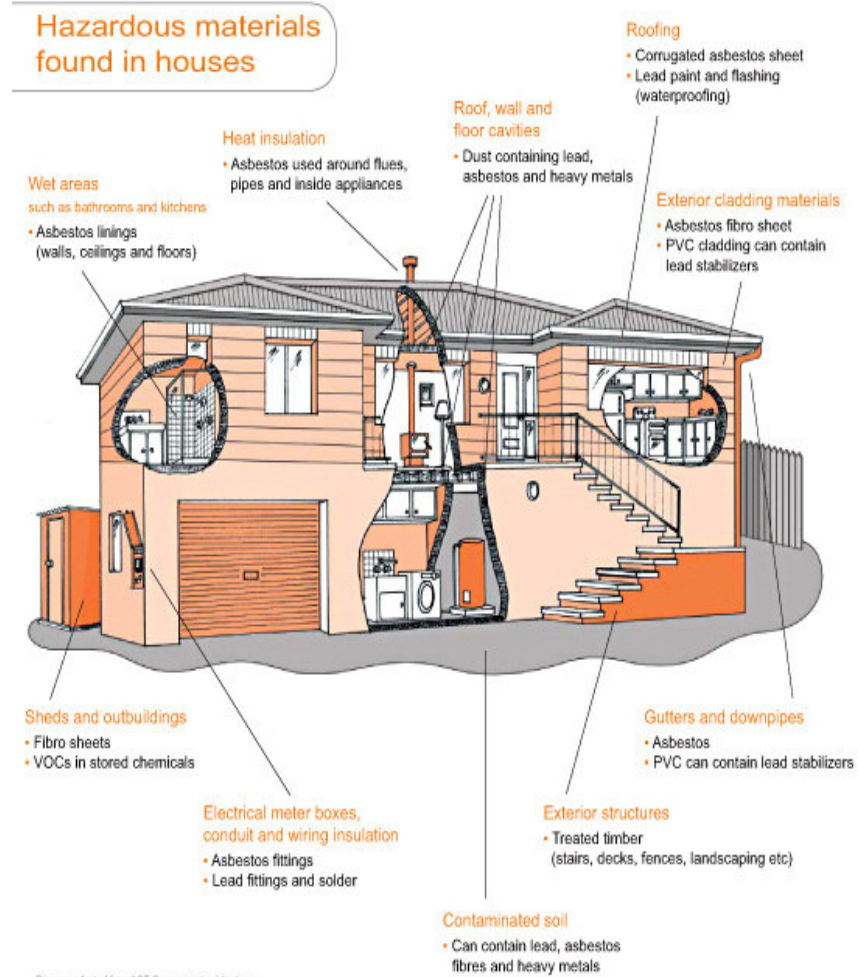 Hazardous materials
found in houses
Roofing
• Corrugated asbestos sheet
• Lead paint and flashing
(waterproofing)
Roof, wall and
floor cavities
• Dust containing lead,
asbestos and heavy metals
Heat insulation
• Asbestos used around flues,
pipes and inside appliances
Wet areas
such as bathrooms and kitchens
• Asbestos linings
(walls, ceilings and floors)
Exterior cladding materials
• Asbestos fibro sheet
• PVC cladding can contain
lead stabilizers
Sheds and outbuildings
• Fibro sheets
• VOCs in stored chemicals
Gutters and downpipes
• Asbestos
• PVC can contain lead stabilizers
Electrical meter boxes,
conduit and wiring insulation
• Asbestos fittings
• Lead fittings and solder
Exterior structures
• Treated timber
(stairs, decks, fences, landscaping etc)
Contaminated soil
• Can contain lead, asbestos
fibres and heavy metals